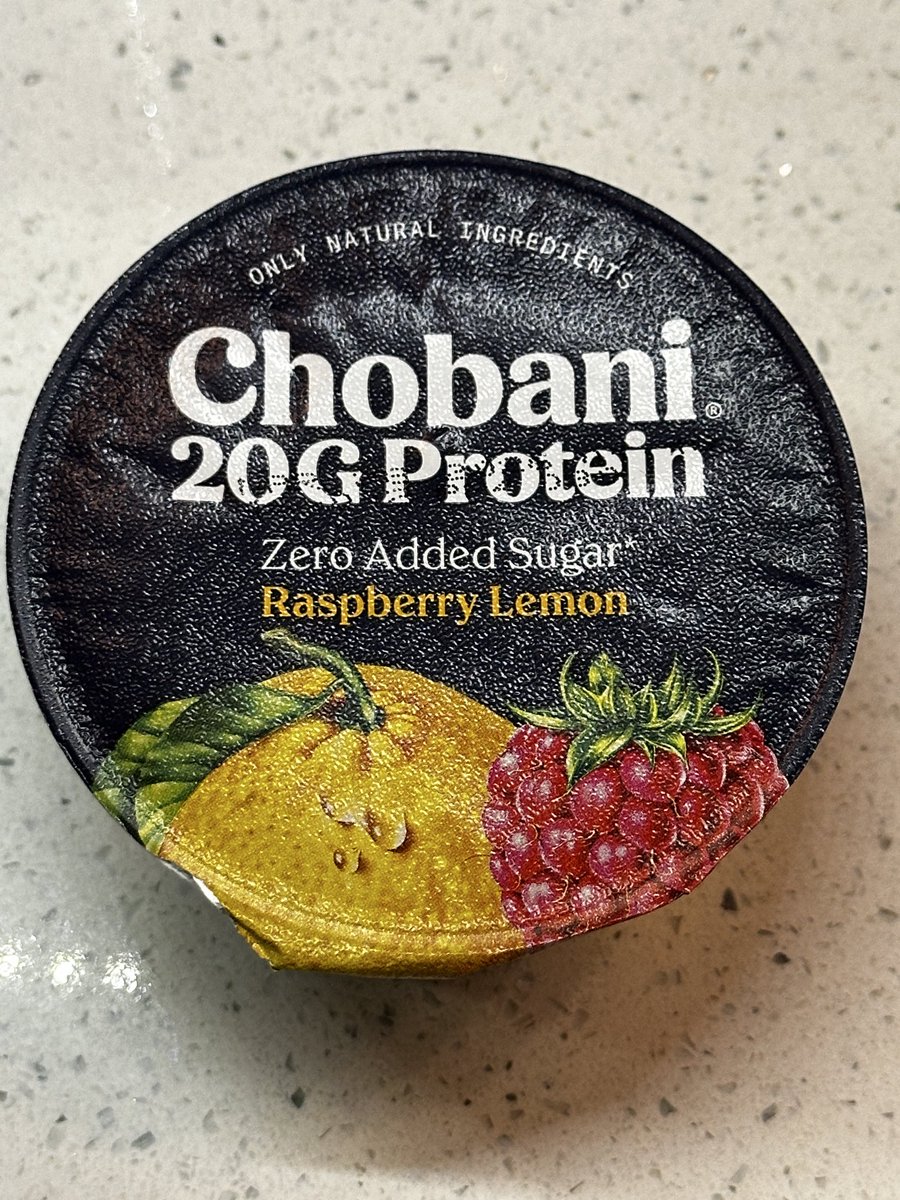 ONLY NATURAL INGREDIENTS
Chobani®
20G Protein
Zero Added Sugar*
Raspberry Lemon